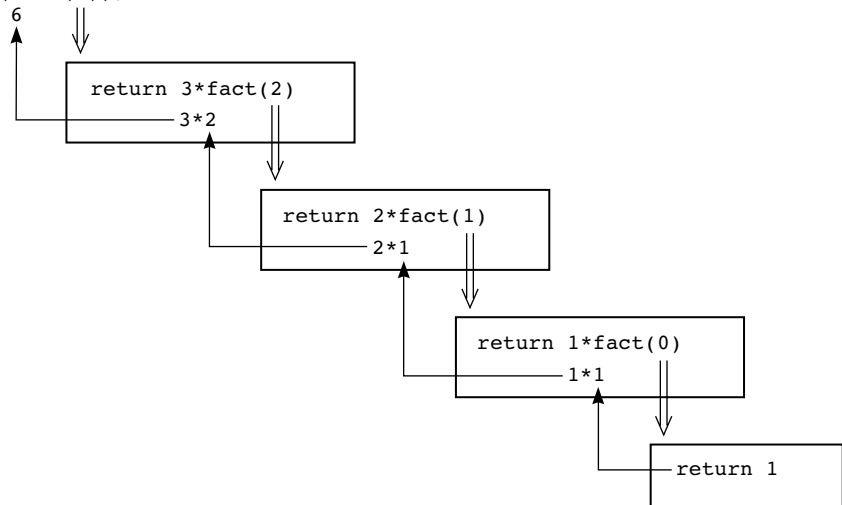 6
return 3*fact(2)
3*2
return 2*fact(1)
2*1
return 1*fact(0)
1*1
return 1